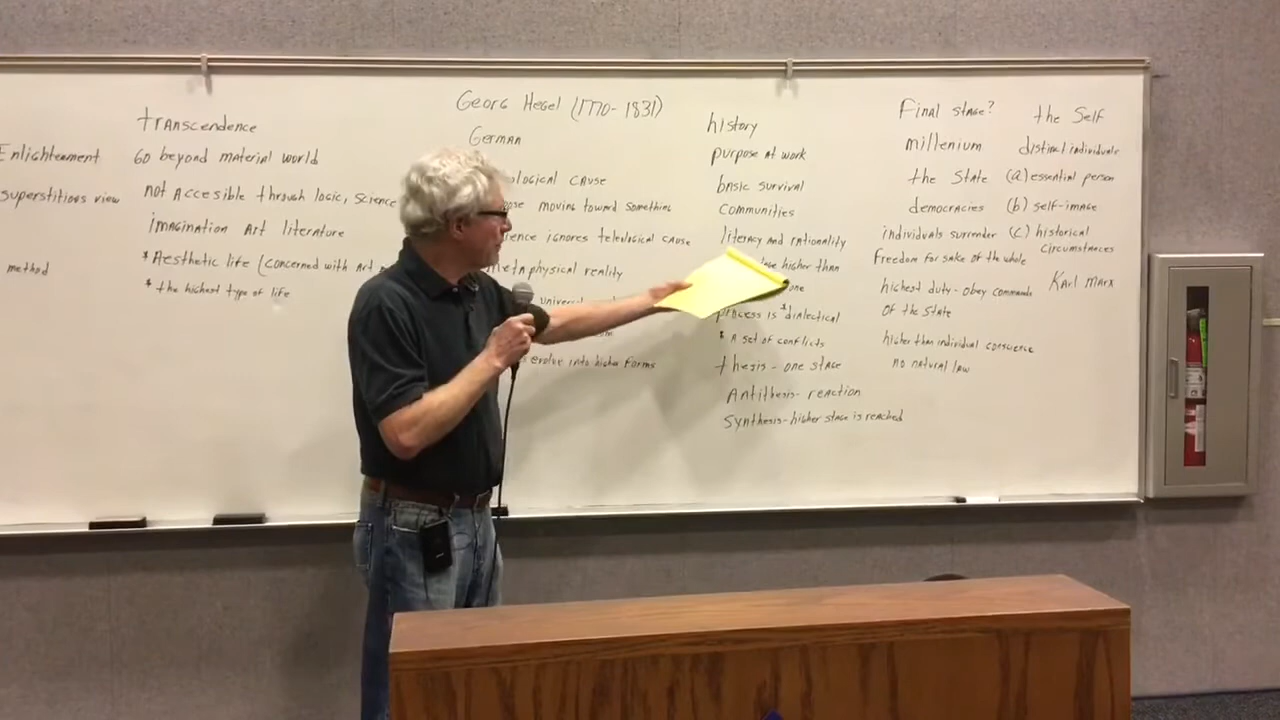 Enlightenment
superstitious view
method
transcendence
Go beyond material world
not Accesible through logic, science
imagination Art literature
* Aesthetic life (concerned with Art
* the highest type of life
Georg Hegel (1770-1831)
German
ological cause
moving toward something
ignores teleological cause
metaphysical reality
evolve into higher forms
history
purpose at work
basic survival
communities
literacy and rationality
higher than
one
process is * dialectical
* A set of conflicts
thesis - one stage
Antithesis - reaction
Synthesis - higher stage is reached
Final stage?
millenium
the State
democracies
individuals surrender
freedom for sake of the whole
highest duty - obey commands
of the State
higher than individual conscience
no natural law
the Self
distinct individuals
(a) essential person
(b) self-image
(c) historical
circumstances
Karl Marx